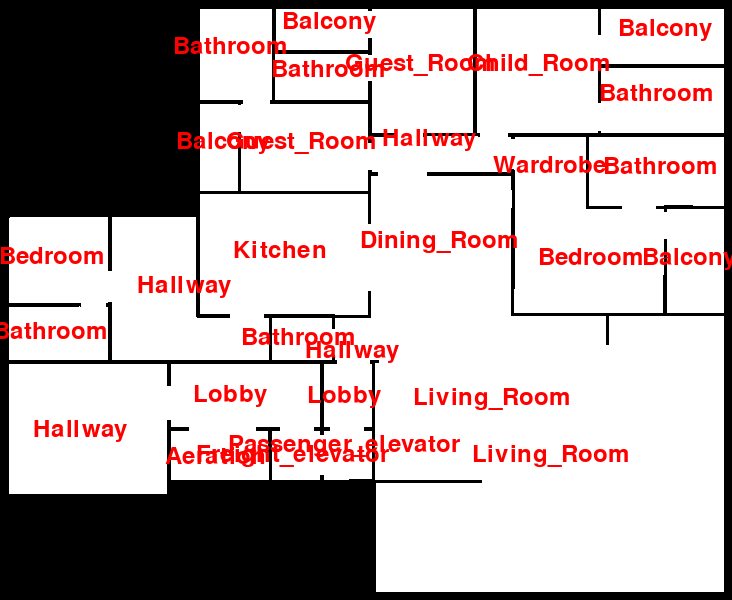 Balcony
Balcony
Bathroom
Guest_Room
Child_Room
Bathroom
Bathroom
Hallway
Balcony
Guest_Room
Wardrobe
Bathroom
Dining_Room
Kitchen
Bedroom
Bedroom
Balcony
Hallway
Bathroom
Bathroom
Hallway
Lobby
Lobby
Living_Room
Hallway
Passenger_elevator
Aeration
Freight_elevator
Living_Room